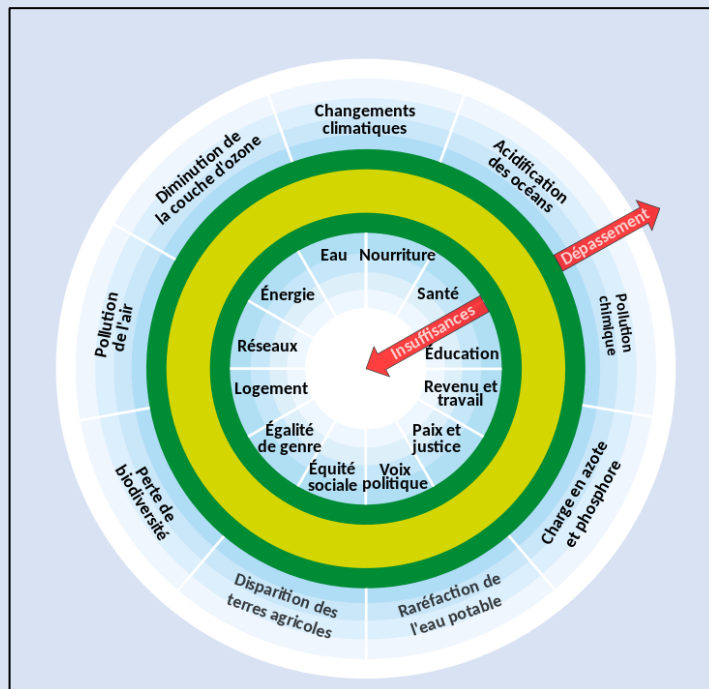 Changements
climatiques
Acidification
des océans
Dépassement
Pollution
chimique
Charge en azote
et phosphore
Raréfaction de
l'eau potable
Disparition des
terres agricoles
Perte de
biodiversité
Pollution
de l'air
Diminution de
la couche d'ozone
Eau
Nourriture
Santé
Insuffisances
Éducation
Revenu et
travail
Paix et
justice
Voix
politique
Équité
sociale
Égalité
de genre
Logement
Réseaux
Énergie